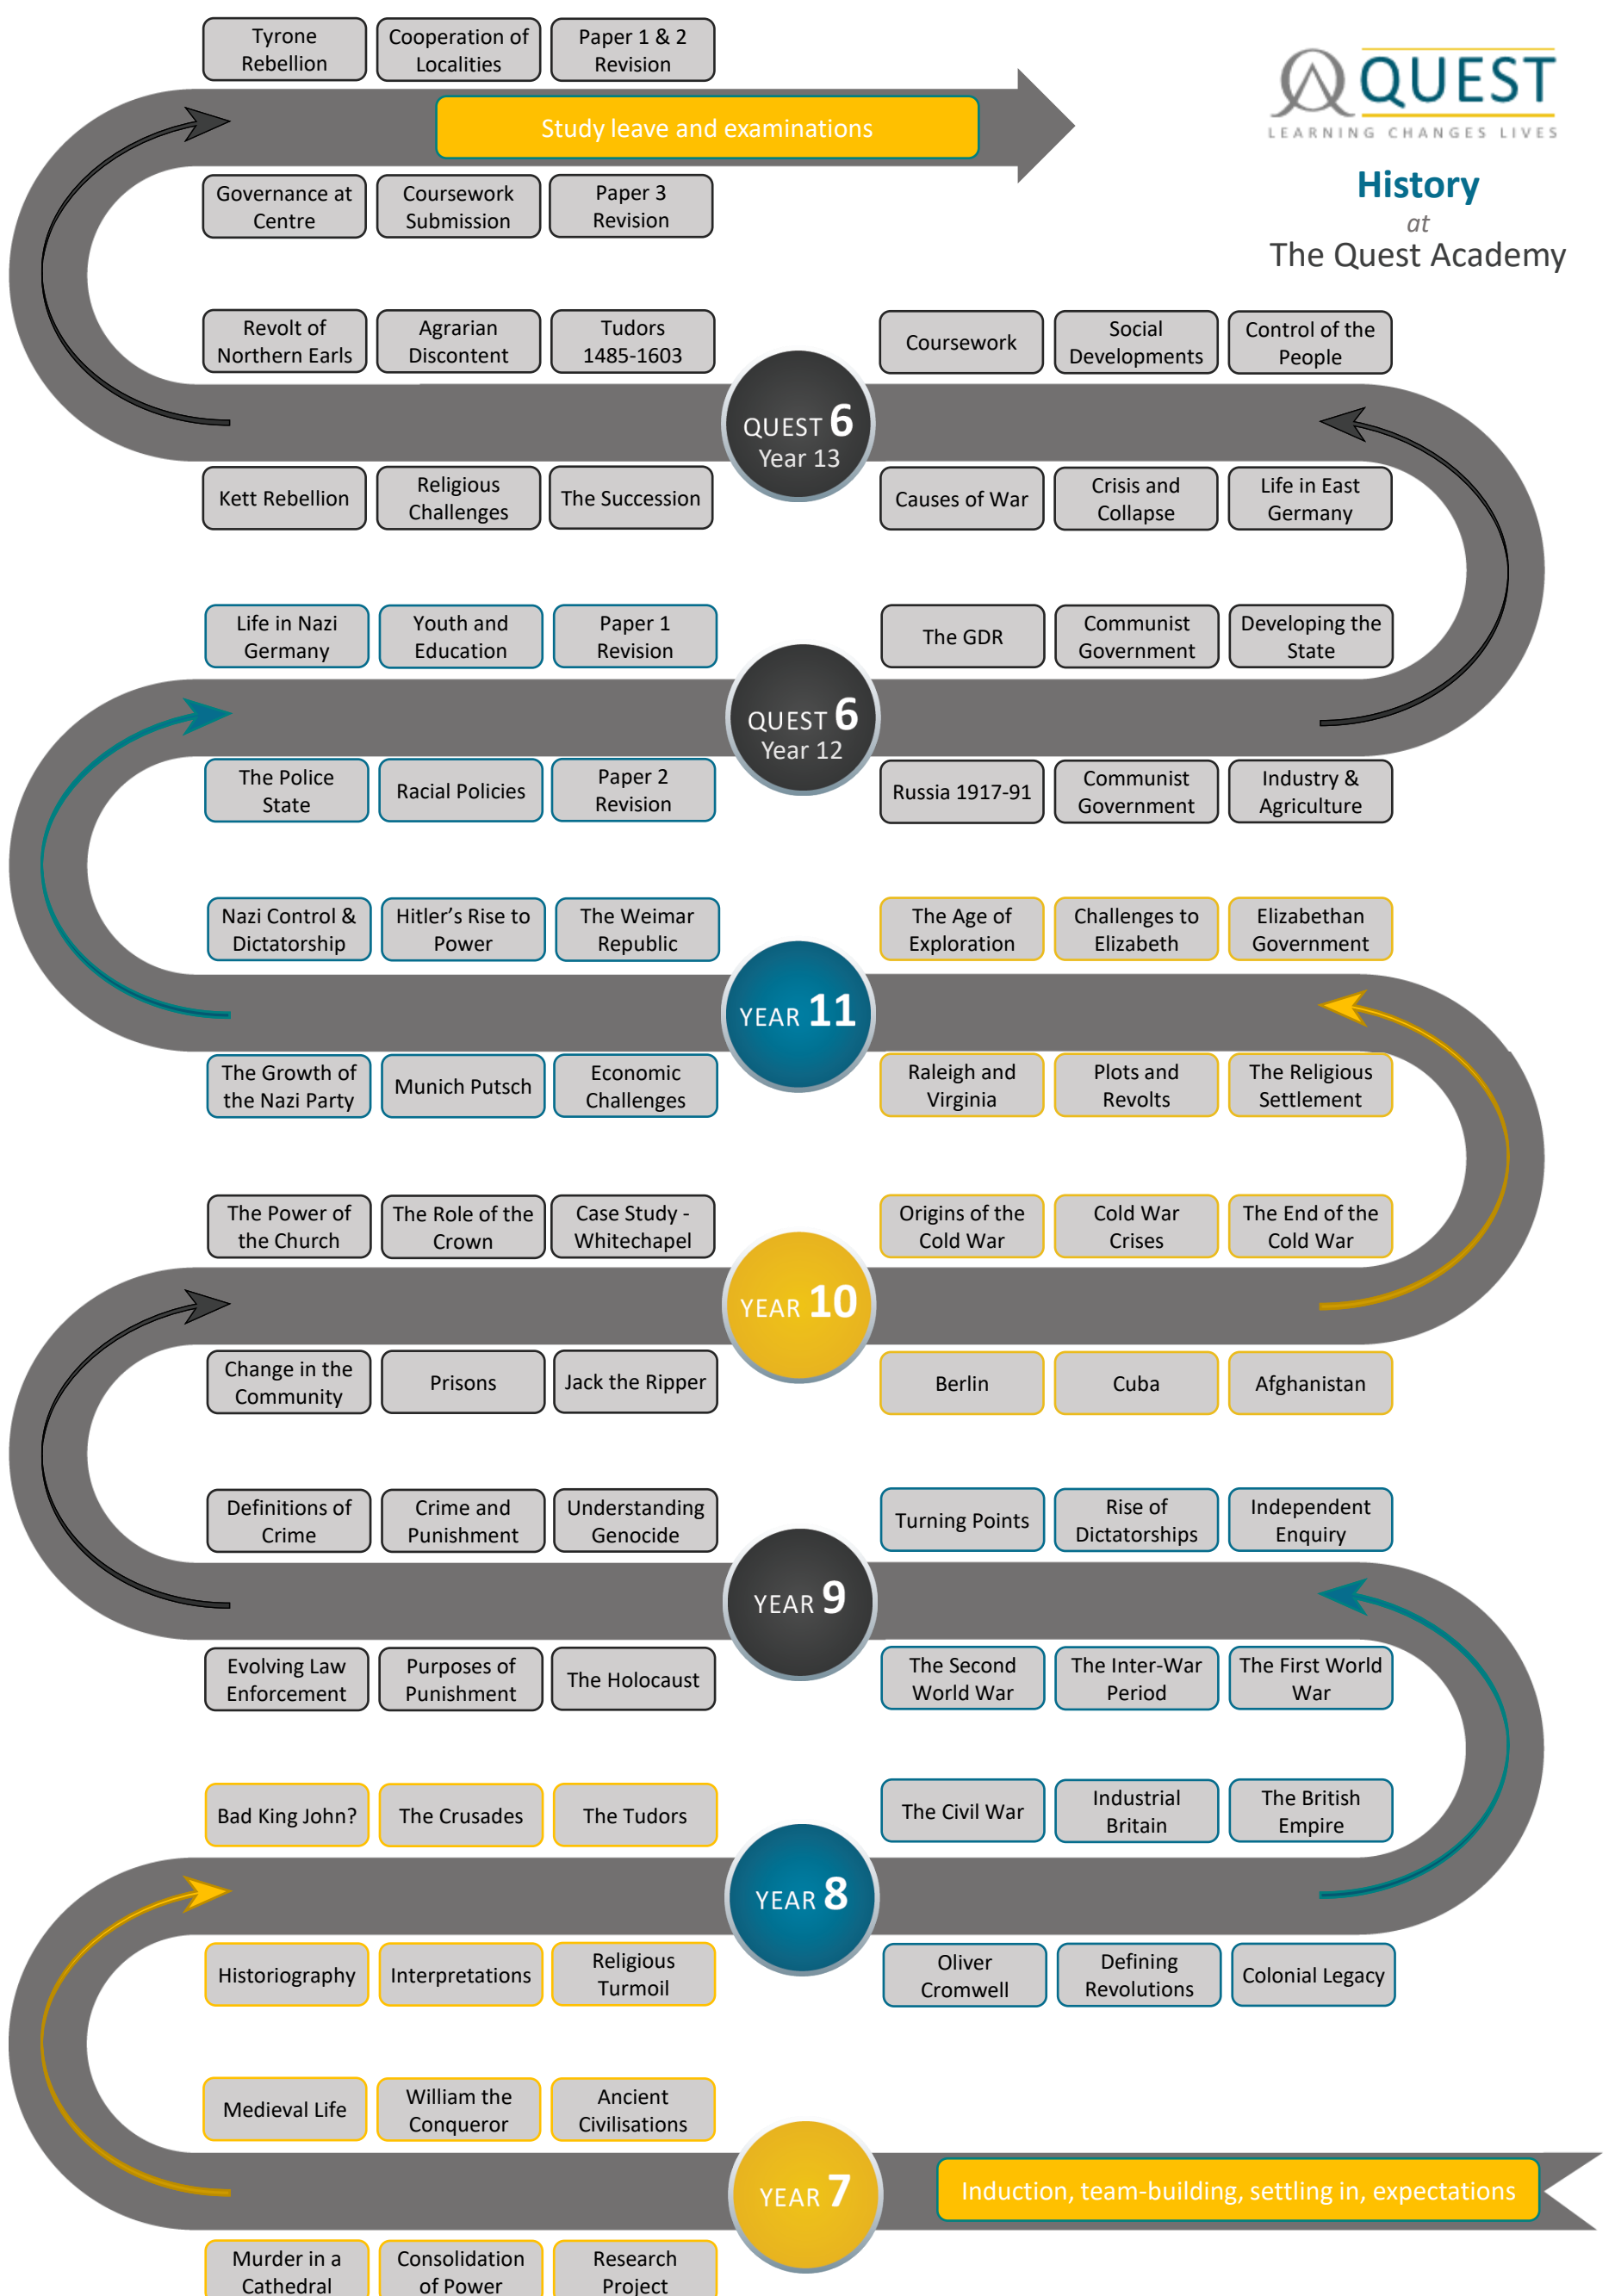 Tyrone
Rebellion
Cooperation of
Localities
Paper 1 & 2
Revision
QUEST
LEARNING CHANGES LIVES
History
at
The Quest Academy
Study leave and examinations
Governance at
Centre
Coursework
Submission
Paper 3
Revision
Revolt of
Northern Earls
Agrarian
Discontent
Tudors
1485-1603
Coursework
Social
Developments
Control of the
People
QUEST 6
Year 13
Kett Rebellion
Religious
Challenges
The Succession
Causes of War
Crisis and
Collapse
Life in East
Germany
Life in Nazi
Germany
Youth and
Education
Paper 1
Revision
The GDR
Communist
Government
Developing the
State
QUEST 6
Year 12
The Police
State
Racial Policies
Paper 2
Revision
Russia 1917-91
Communist
Government
Industry &
Agriculture
Nazi Control &
Dictatorship
Hitler's Rise to
Power
The Weimar
Republic
The Age of
Exploration
Challenges to
Elizabeth
Elizabethan
Government
YEAR 11
The Growth of
the Nazi Party
Munich Putsch
Economic
Challenges
Raleigh and
Virginia
Plots and
Revolts
The Religious
Settlement
The Power of
the Church
The Role of the
Crown
Case Study -
Whitechapel
Origins of the
Cold War
Cold War
Crises
The End of the
Cold War
YEAR 10
Change in the
Community
Prisons
Jack the Ripper
Berlin
Cuba
Afghanistan
Definitions of
Crime
Crime and
Punishment
Understanding
Genocide
Turning Points
Rise of
Dictatorships
Independent
Enquiry
YEAR 9
Evolving Law
Enforcement
Purposes of
Punishment
The Holocaust
The Second
World War
The Inter-War
Period
The First World
War
Bad King John?
The Crusades
The Tudors
The Civil War
Industrial
Britain
The British
Empire
YEAR 8
Historiography
Interpretations
Religious
Turmoil
Oliver
Cromwell
Defining
Revolutions
Colonial Legacy
Medieval Life
William the
Conqueror
Ancient
Civilisations
YEAR 7
Induction, team-building, settling in, expectations
Murder in a
Cathedral
Consolidation
of Power
Research
Project